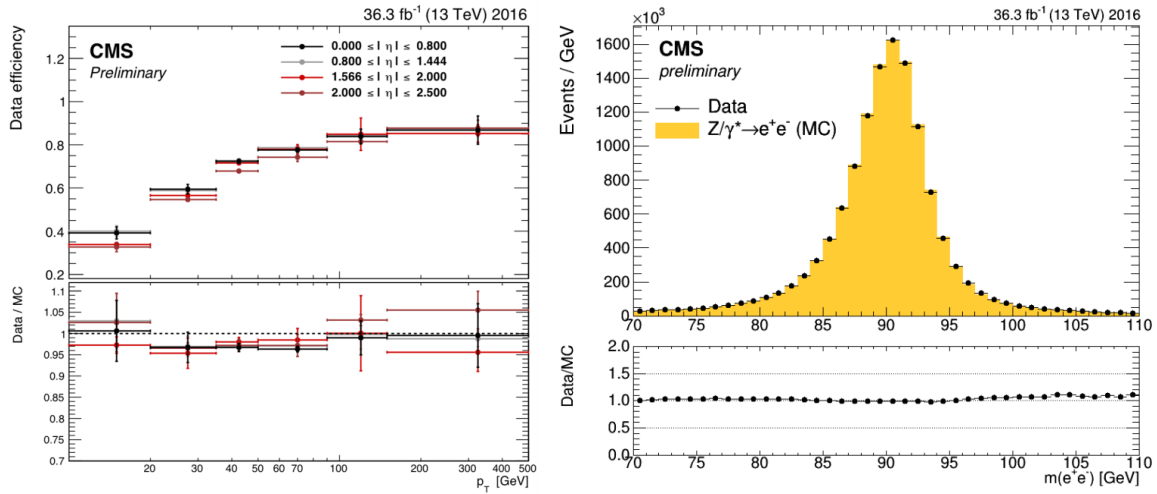 36.3 fb⁻¹ (13 TeV) 2016
CMS
Preliminary
0.000 ≤ | η | ≤ 0.800
0.800 ≤ | η | ≤ 1.444
1.566 ≤ | η | ≤ 2.000
2.000 ≤ | η | ≤ 2.500
Data efficiency
1.2
1
0.8
0.6
0.4
0.2
Data / MC
1.1
1.05
1
0.95
0.9
0.85
0.8
0.75
0.7
20 30 40 50 60 70 100 200 300 400 500
p_T [GeV]
×10³ 36.3 fb⁻¹ (13 TeV) 2016
CMS
preliminary
Data
Z/γ*→e⁺e⁻ (MC)
Events / GeV
1600
1400
1200
1000
800
600
400
200
0
70 75 80 85 90 95 100 105 110
Data/MC
2.0
1.5
1.0
0.5
0.0
70 75 80 85 90 95 100 105 110
m(e⁺e⁻) [GeV]